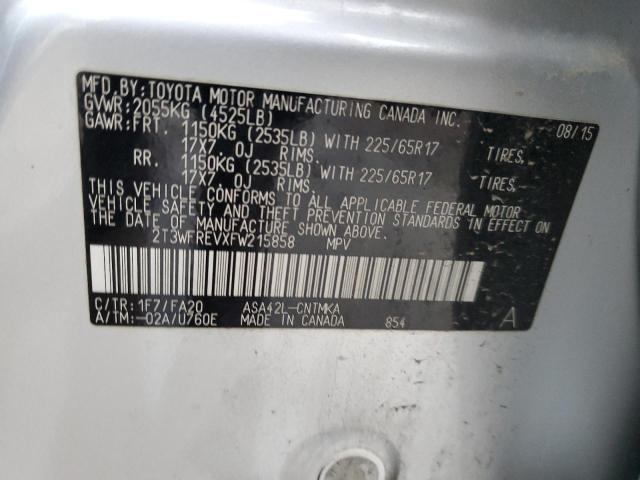 MFD. BY: TOYOTA MOTOR MANUFACTURING CANADA INC. 08/15
GVWR: 2055KG (4525LB)
GAWR: FRT. 1150KG (2535LB) WITH 225/65R17 TIRES,
17X7 0J RIMS.
RR. 1150KG (2535LB) WITH 225/65R17 TIRES,
17X7 0J RIMS.
THIS VEHICLE CONFORMS TO ALL APPLICABLE FEDERAL MOTOR
VEHICLE SAFETY AND THEFT PREVENTION STANDARDS IN EFFECT ON
THE DATE OF MANUFACTURE SHOWN ABOVE.
2T3WFREVXFW215858 MPV
C/TR: 1F7/FA20 ASA42L-CNTMKA
A/TM: -02A/U760E MADE IN CANADA 854 A